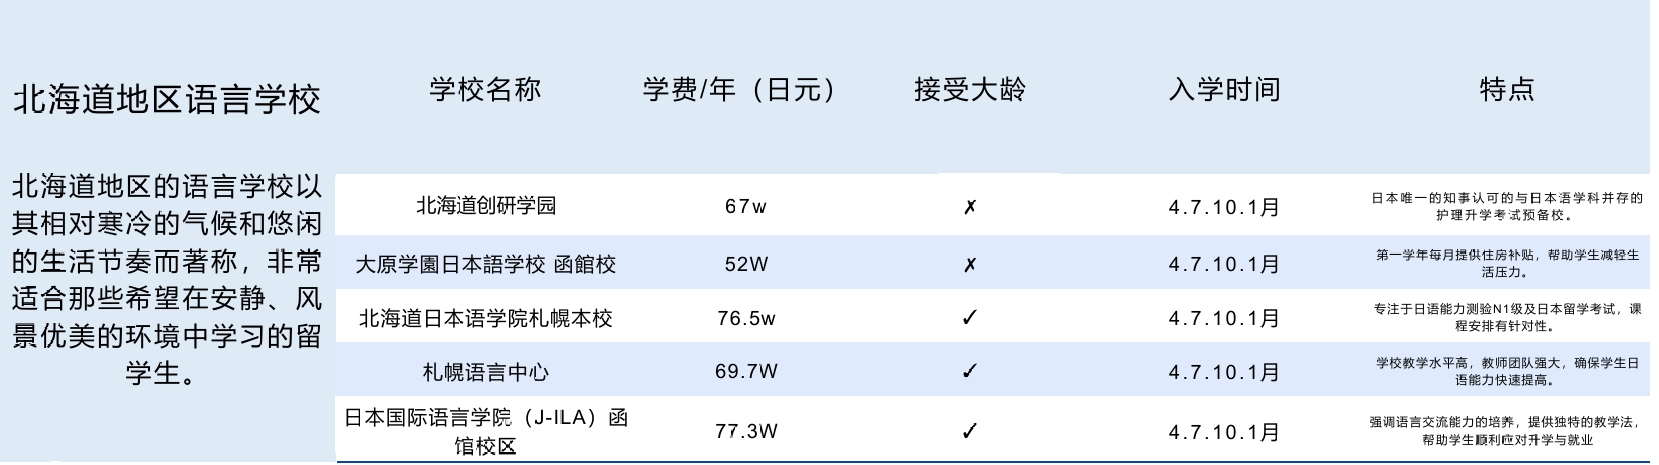 北海道地区语言学校
学校名称 学费/年（日元） 接受大龄 入学时间 特点
北海道地区的语言学校以
其相对寒冷的气候和悠闲
的生活节奏而著称，非常
适合那些希望在安静、风
景优美的环境中学习的留
学生。
北海道创研学园 67w ✗ 4.7.10.1月
日本唯一的知事认可的与日本语学科并存的
护理升学考试预备校。
大原学園日本語学校 函館校 52W ✗ 4.7.10.1月
第一学年每月提供住房补贴，帮助学生减轻生
活压力。
北海道日本语学院札幌本校 76.5w ✓ 4.7.10.1月
专注于日语能力测验N1级及日本留学考试，课
程安排有针对性。
札幌语言中心 69.7W ✓ 4.7.10.1月
学校教学水平高，教师团队强大，确保学生日
语能力快速提高。
日本国际语言学院（J-ILA）函
馆校区
77.3W ✓ 4.7.10.1月
强调语言交流能力的培养，提供独特的教学法，
帮助学生顺利应对升学与就业